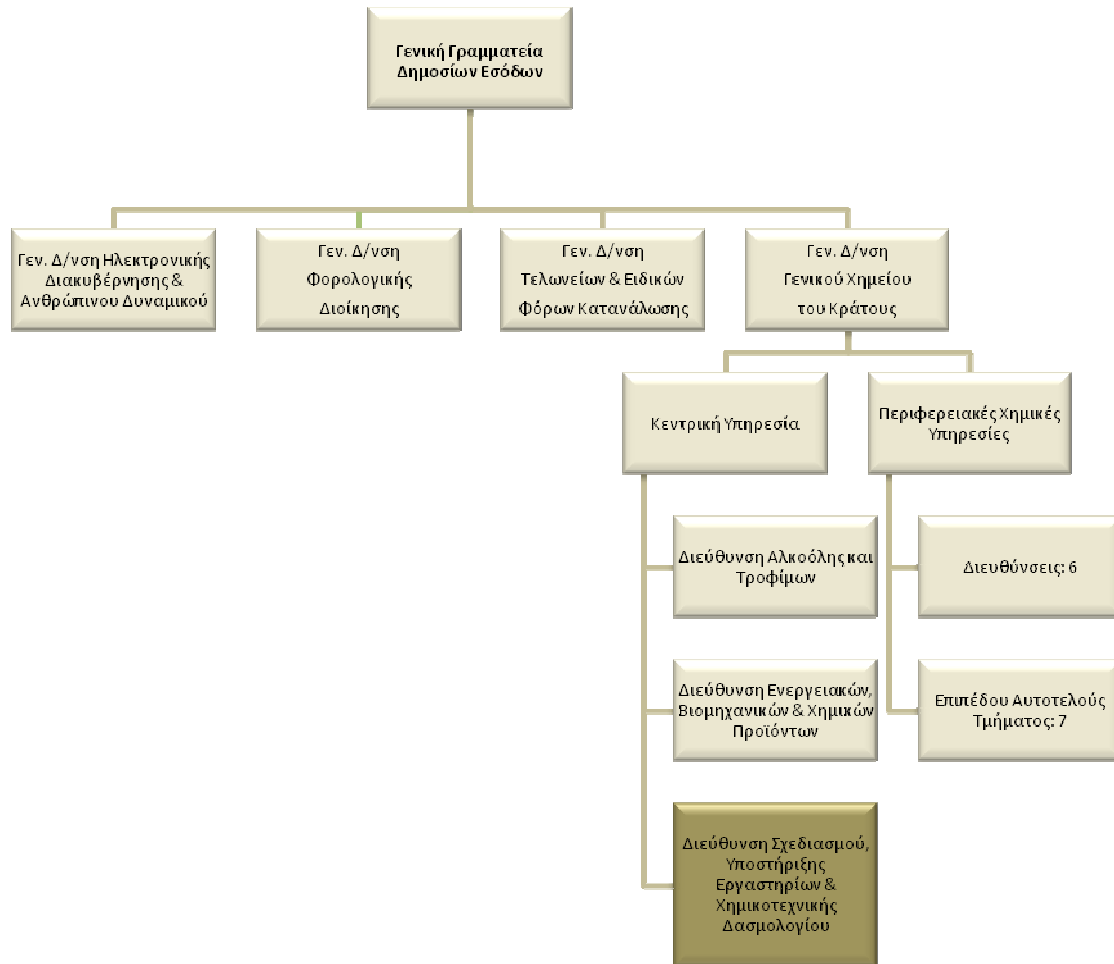 Γενική Γραμματεία
Δημοσίων Εσόδων
Γεν. Δ/νση Ηλεκτρονικής
Διακυβέρνησης &
Ανθρώπινου Δυναμικού
Γεν. Δ/νση
Φορολογικής
Διοίκησης
Γεν. Δ/νση
Τελωνείων & Ειδικών
Φόρων Κατανάλωσης
Γεν. Δ/νση
Γενικού Χημείου
του Κράτους
Κεντρική Υπηρεσία
Περιφερειακές Χημικές
Υπηρεσίες
Διεύθυνση Αλκοόλης και
Τροφίμων
Διευθύνσεις: 6
Διεύθυνση Ενεργειακών,
Βιομηχανικών & Χημικών
Προϊόντων
Επιπέδου Αυτοτελούς
Τμήματος: 7
Διεύθυνση Σχεδιασμού,
Υποστήριξης
Εργαστηρίων &
Χημικοτεχνικής
Δασμολογίου